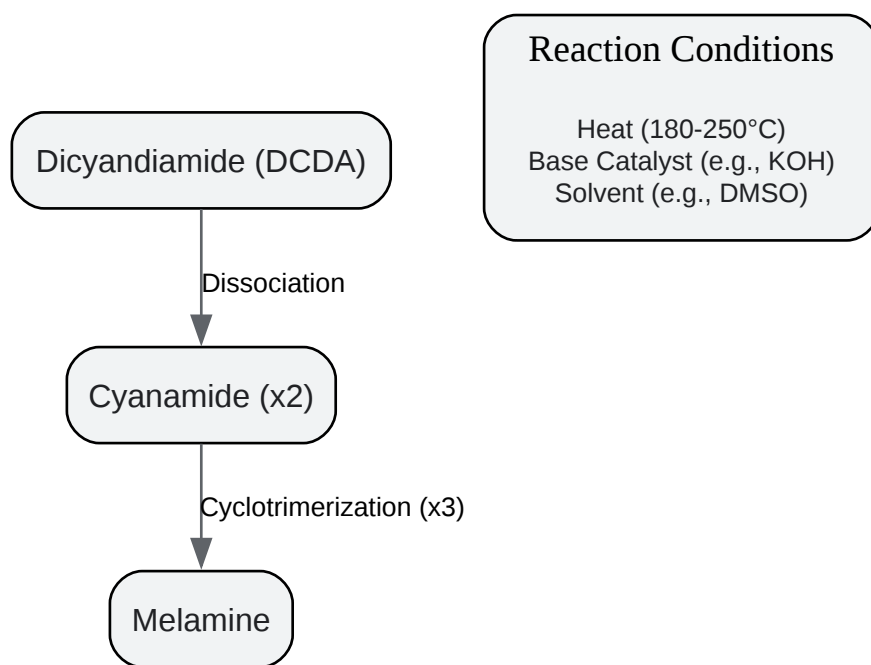 Reaction Conditions
Heat (180-250°C)
Base Catalyst (e.g., KOH)
Solvent (e.g., DMSO)
Dicyandiamide (DCDA)
Dissociation
Cyanamide (x2)
Cyclotrimerization (x3)
Melamine